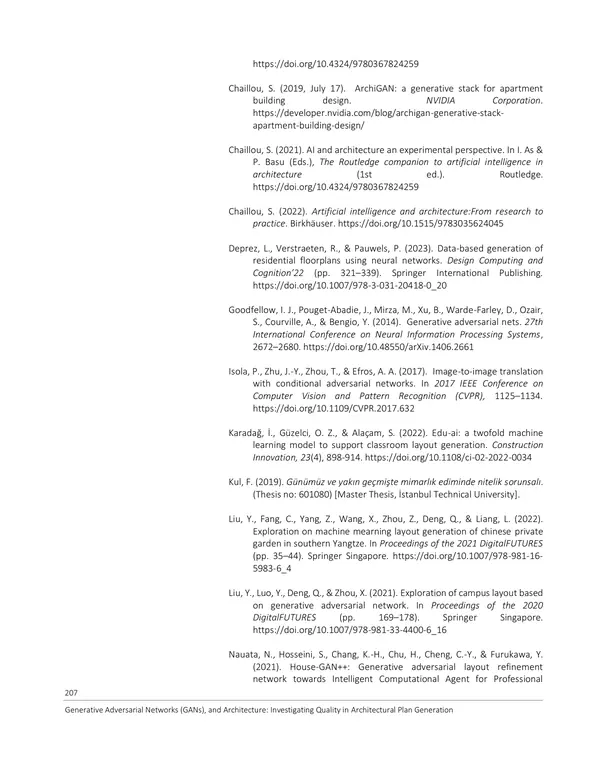 https://doi.org/10.4324/9780367824259
Chaillou, S. (2019, July 17). ArchiGAN: a generative stack for apartment
building design. NVIDIA Corporation.
https://developer.nvidia.com/blog/archigan-generative-stack-
apartment-building-design/
Chaillou, S. (2021). AI and architecture an experimental perspective. In I. As &
P. Basu (Eds.), The Routledge companion to artificial intelligence in
architecture (1st ed.). Routledge.
https://doi.org/10.4324/9780367824259
Chaillou, S. (2022). Artificial intelligence and architecture:From research to
practice. Birkhäuser. https://doi.org/10.1515/9783035624045
Deprez, L., Verstraeten, R., & Pauwels, P. (2023). Data-based generation of
residential floorplans using neural networks. Design Computing and
Cognition’22 (pp. 321–339). Springer International Publishing.
https://doi.org/10.1007/978-3-031-20418-0_20
Goodfellow, I. J., Pouget-Abadie, J., Mirza, M., Xu, B., Warde-Farley, D., Ozair,
S., Courville, A., & Bengio, Y. (2014). Generative adversarial nets. 27th
International Conference on Neural Information Processing Systems,
2672–2680. https://doi.org/10.48550/arXiv.1406.2661
Isola, P., Zhu, J.-Y., Zhou, T., & Efros, A. A. (2017). Image-to-image translation
with conditional adversarial networks. In 2017 IEEE Conference on
Computer Vision and Pattern Recognition (CVPR), 1125–1134.
https://doi.org/10.1109/CVPR.2017.632
Karadağ, İ., Güzelci, O. Z., & Alaçam, S. (2022). Edu-ai: a twofold machine
learning model to support classroom layout generation. Construction
Innovation, 23(4), 898-914. https://doi.org/10.1108/ci-02-2022-0034
Kul, F. (2019). Günümüz ve yakın geçmişte mimarlık ediminde nitelik sorunsalı.
(Thesis no: 601080) [Master Thesis, İstanbul Technical University].
Liu, Y., Fang, C., Yang, Z., Wang, X., Zhou, Z., Deng, Q., & Liang, L. (2022).
Exploration on machine mearning layout generation of chinese private
garden in southern Yangtze. In Proceedings of the 2021 DigitalFUTURES
(pp. 35–44). Springer Singapore. https://doi.org/10.1007/978-981-16-
5983-6_4
Liu, Y., Luo, Y., Deng, Q., & Zhou, X. (2021). Exploration of campus layout based
on generative adversarial network. In Proceedings of the 2020
DigitalFUTURES (pp. 169–178). Springer Singapore.
https://doi.org/10.1007/978-981-33-4400-6_16
Nauata, N., Hosseini, S., Chang, K.-H., Chu, H., Cheng, C.-Y., & Furukawa, Y.
(2021). House-GAN++: Generative adversarial layout refinement
network towards Intelligent Computational Agent for Professional
207
Generative Adversarial Networks (GANs), and Architecture: Investigating Quality in Architectural Plan Generation